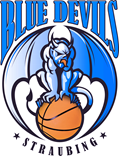 BLUE DEVILS
★ STRAUBING ★